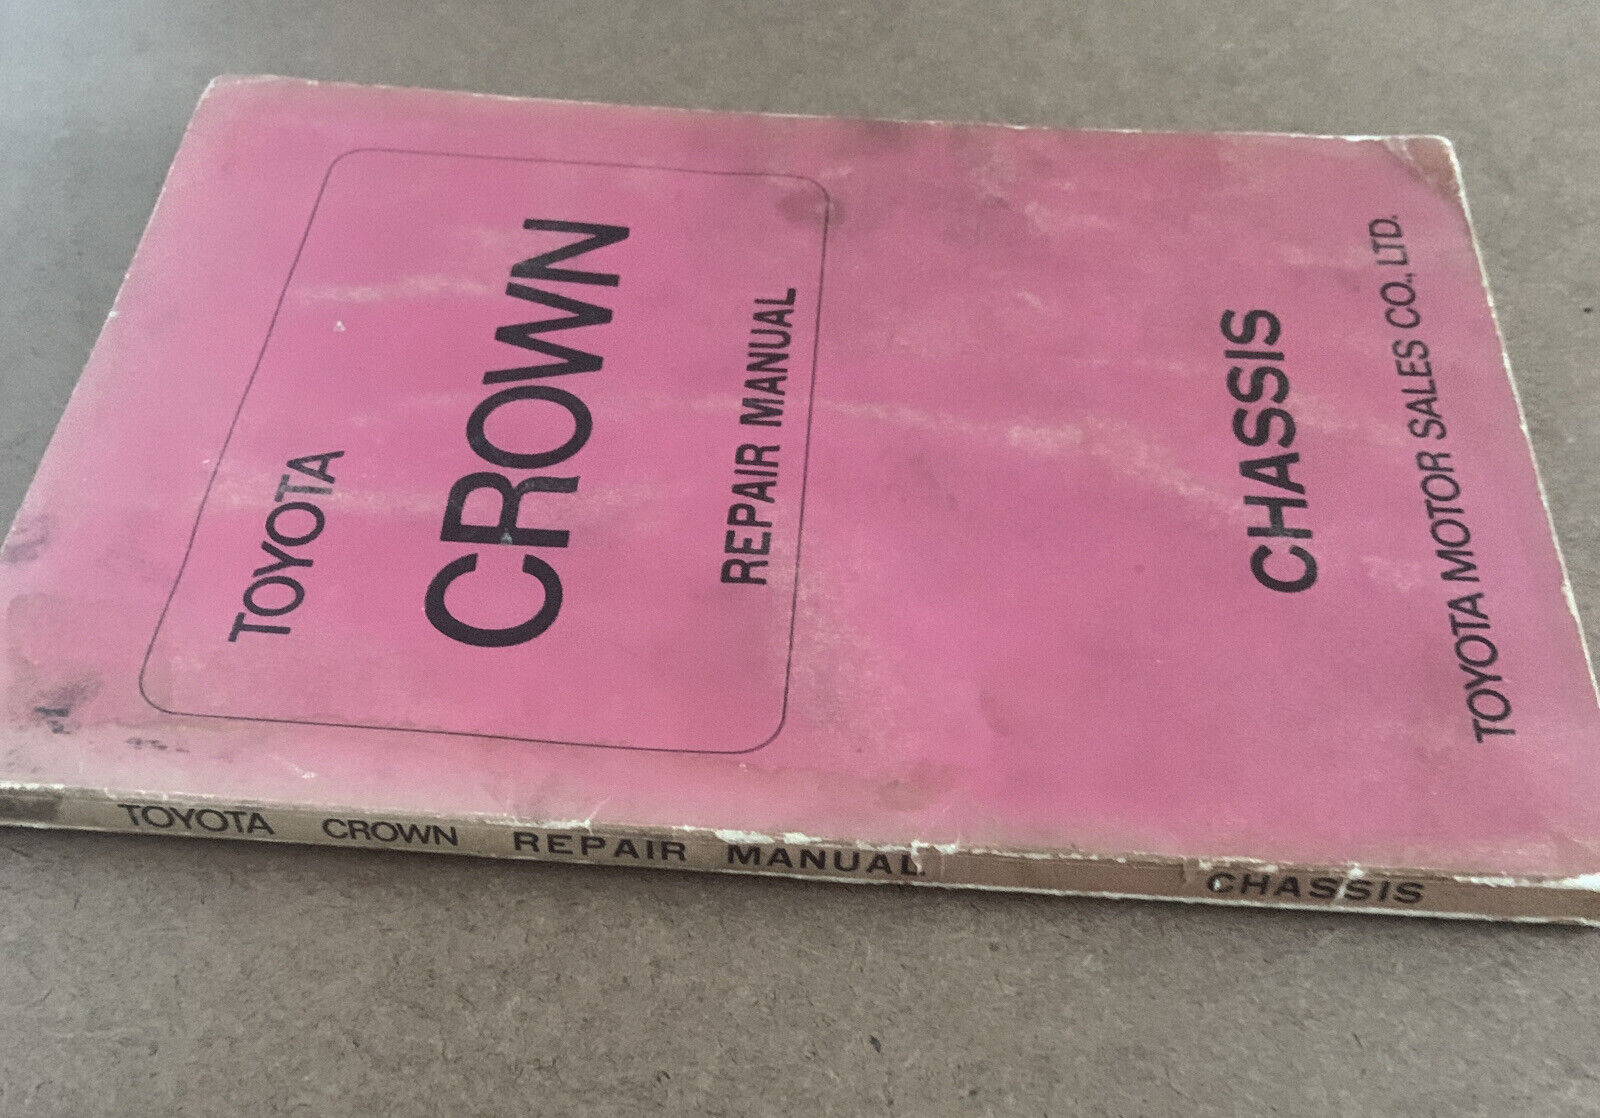 TOYOTA
CROWN
REPAIR MANUAL
CHASSIS
TOYOTA MOTOR SALES CO., LTD.
TOYOTA CROWN REPAIR MANUAL CHASSIS